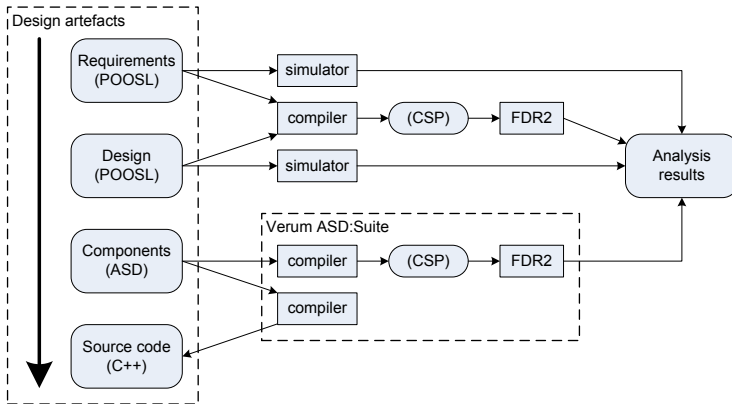 Design artefacts
Requirements
(POOSL)
simulator
compiler
(CSP)
FDR2
Design
(POOSL)
simulator
Analysis
results
Verum ASD:Suite
Components
(ASD)
compiler
(CSP)
FDR2
compiler
Source code
(C++)